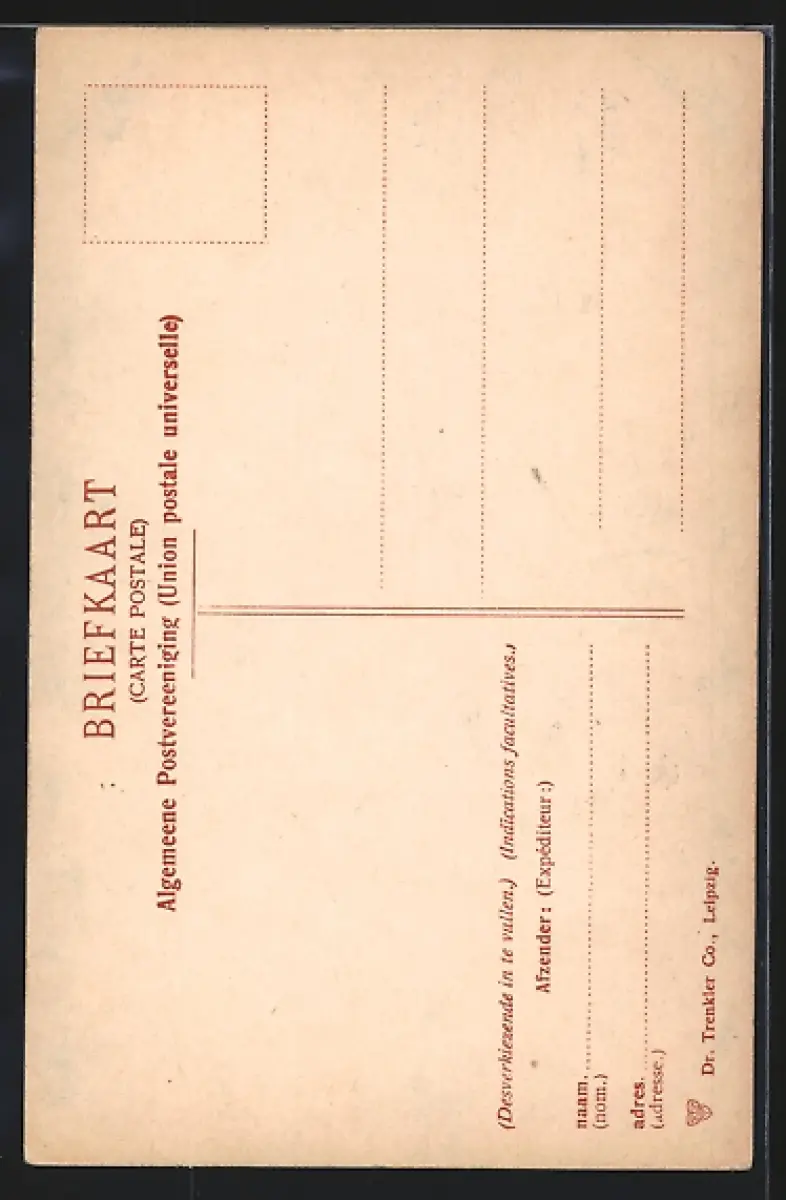 BRIEFKAART
(CARTE POSTALE)
Algemeene Postvereeniging (Union postale universelle)
(Desverkiezende in te vullen.) (Indications facultatives.)
Afzender: (Expéditeur:)
naam.
(nom.)
adres.
(adresse.)
Dr. Trenkler Co., Leipzig.